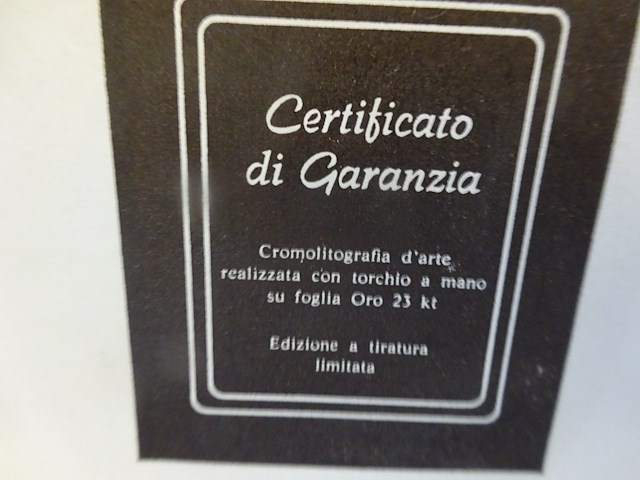 Certificato
di Garanzia
Cromolitografia d'arte
realizzata con torchio a mano
su foglia Oro 23 kt
Edizione a tiratura
limitata